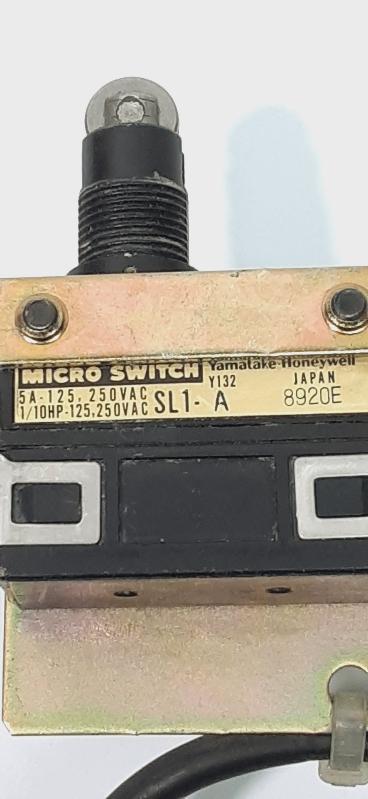 MICRO SWITCH Yamatake-Honeywell
5A-125, 250VAC Y132 JAPAN
1/10HP-125,250VAC SL1- A 8920E